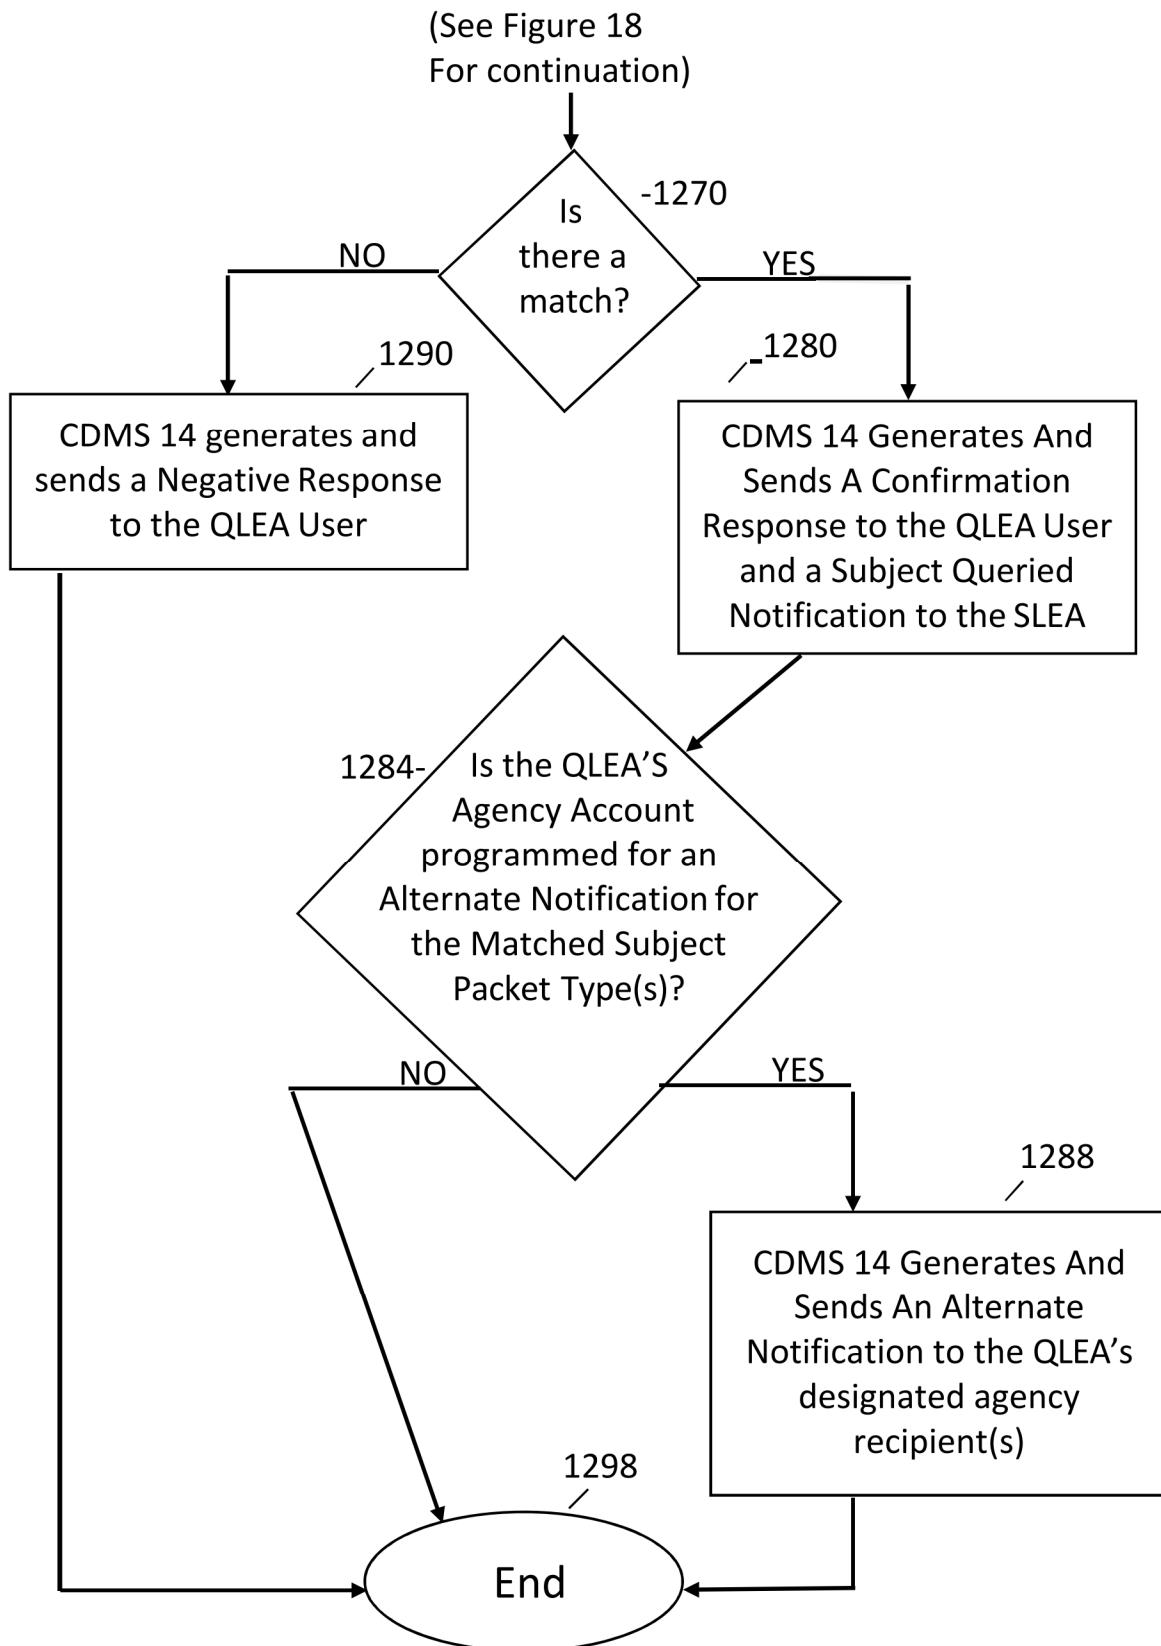 (See Figure 18
For continuation)
-1270
Is
there a
match?
NO
YES
1290
-1280
CDMS 14 generates and
sends a Negative Response
to the QLEA User
CDMS 14 Generates And
Sends A Confirmation
Response to the QLEA User
and a Subject Queried
Notification to the SLEA
1284-
Is the QLEA’S
Agency Account
programmed for an
Alternate Notification for
the Matched Subject
Packet Type(s)?
NO
YES
1288
CDMS 14 Generates And
Sends An Alternate
Notification to the QLEA’s
designated agency
recipient(s)
1298
End